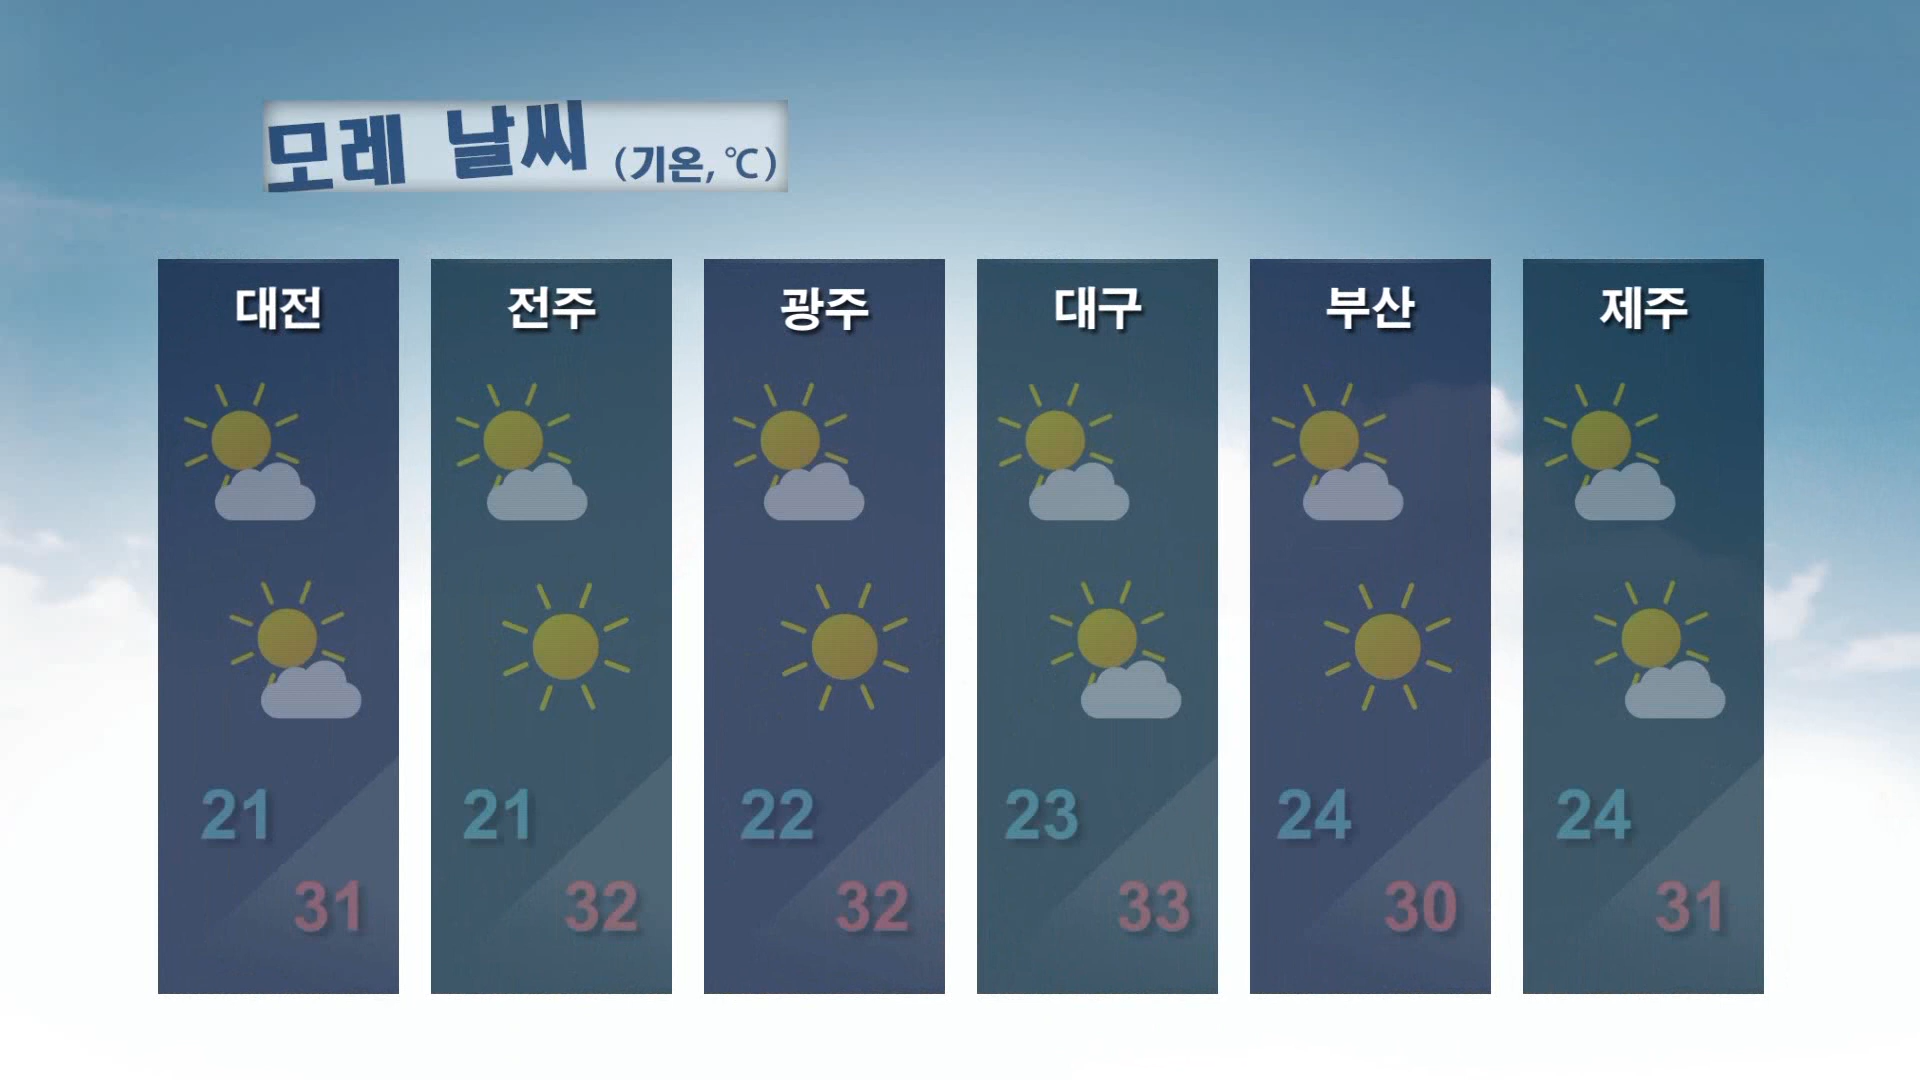 모레 날씨 (기온, ℃)
대전 전주 광주 대구 부산 제주
21 21 22 23 24 24
31 32 32 33 30 31